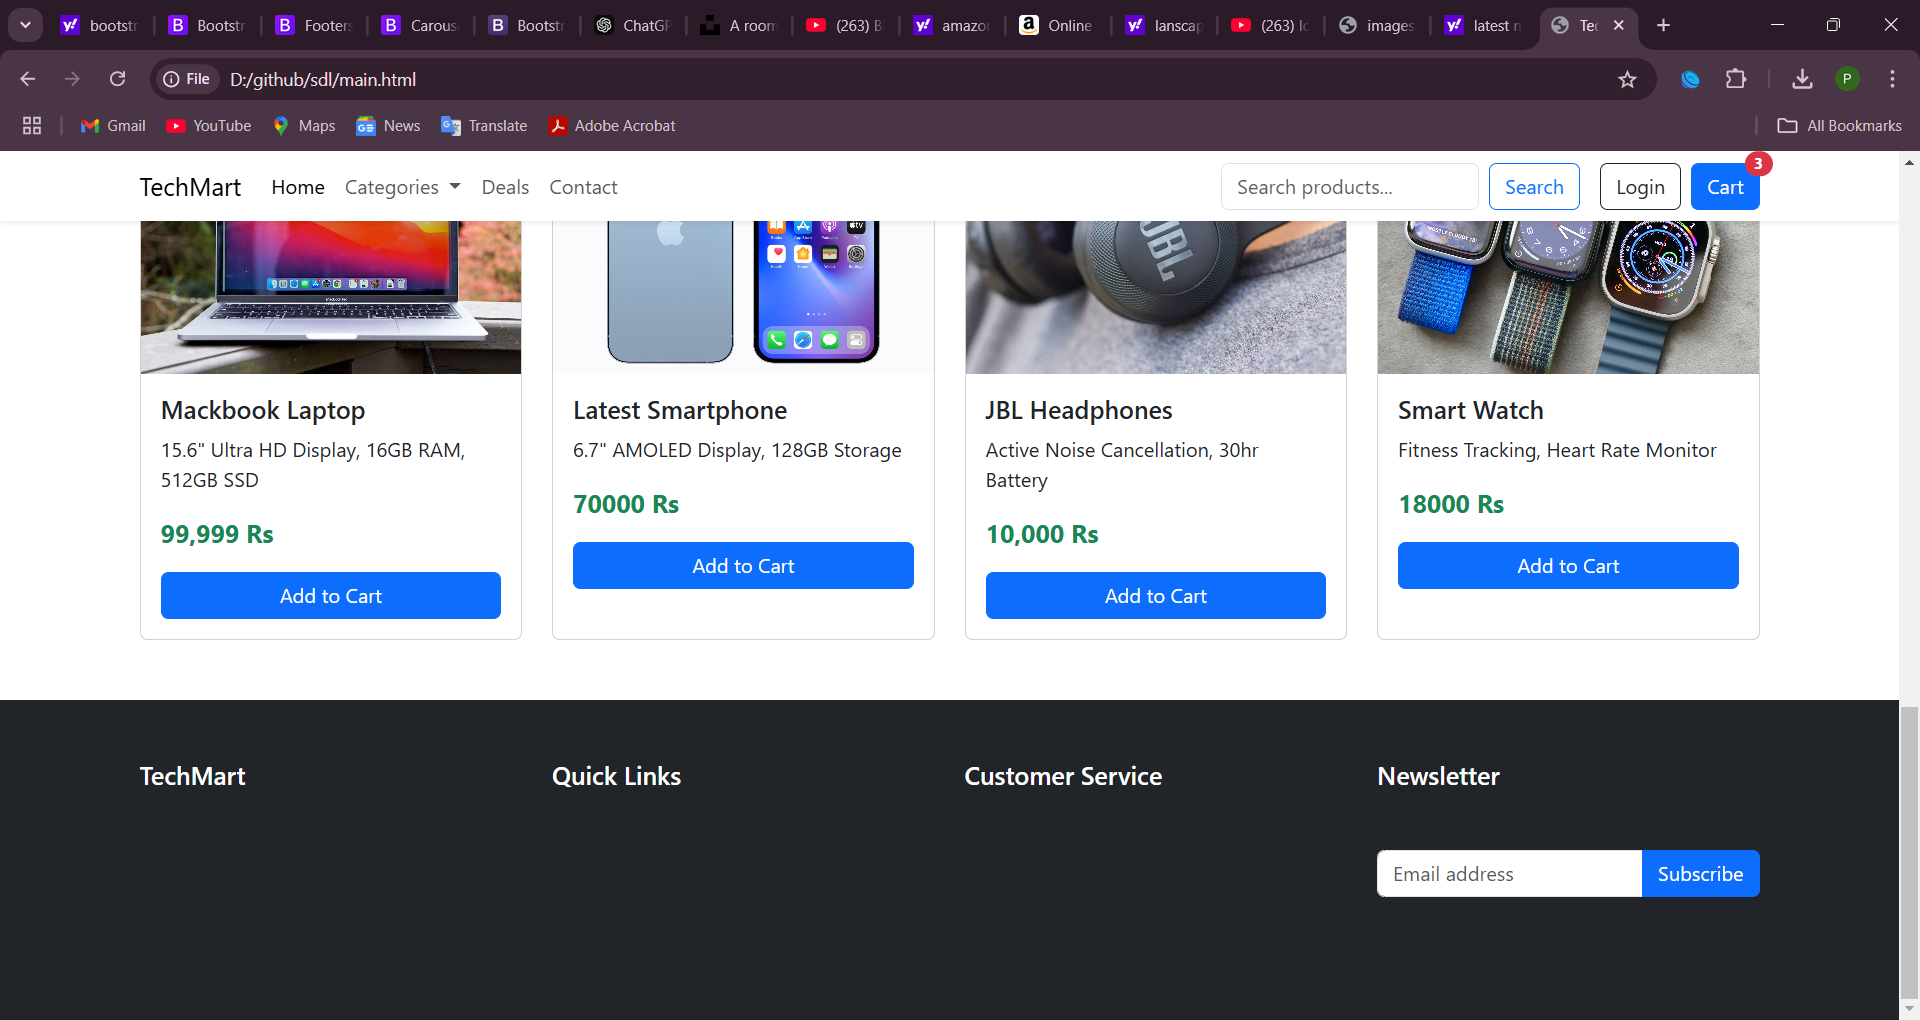 bootstr
Bootstr
Footers
Carous
Bootstr
ChatGP
A room
(263) B
amazo
Online
lanscap
(263) lo
images
latest n
Tec
File D:/github/sdl/main.html
P
Gmail YouTube Maps News Translate Adobe Acrobat All Bookmarks
TechMart Home Categories Deals Contact Search products... Search Login Cart 3
JBL
Mackbook Laptop
15.6" Ultra HD Display, 16GB RAM,
512GB SSD
99,999 Rs
Add to Cart
Latest Smartphone
6.7" AMOLED Display, 128GB Storage
70000 Rs
Add to Cart
JBL Headphones
Active Noise Cancellation, 30hr
Battery
10,000 Rs
Add to Cart
Smart Watch
Fitness Tracking, Heart Rate Monitor
18000 Rs
Add to Cart
TechMart
Quick Links
Customer Service
Newsletter
Email address Subscribe